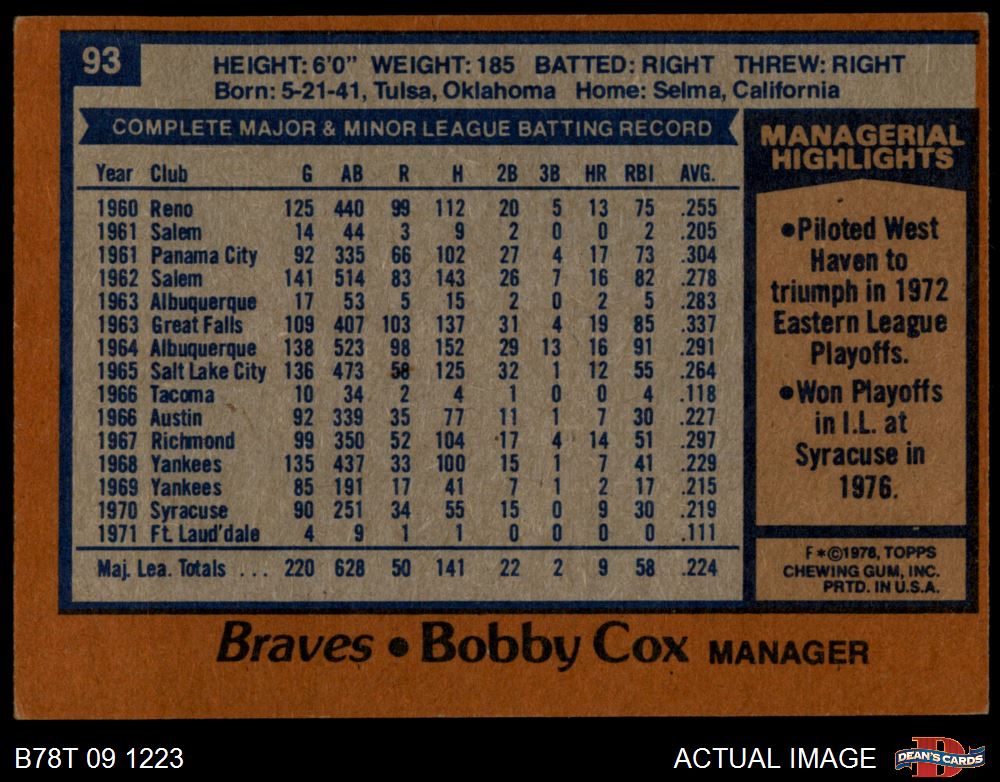 93
HEIGHT: 6'0" WEIGHT: 185 BATTED: RIGHT THREW: RIGHT
Born: 5-21-41, Tulsa, Oklahoma Home: Selma, California
COMPLETE MAJOR & MINOR LEAGUE BATTING RECORD
Year Club G AB R H 2B 3B HR RBI AVG.
1960 Reno 125 440 99 112 20 5 13 75 .255
1961 Salem 14 44 3 9 2 0 0 2 .205
1961 Panama City 92 335 66 102 27 4 17 73 .304
1962 Salem 141 514 83 143 26 7 16 82 .278
1963 Albuquerque 17 53 5 15 2 0 2 5 .283
1963 Great Falls 109 407 103 137 31 4 19 85 .337
1964 Albuquerque 138 523 98 152 29 13 16 91 .291
1965 Salt Lake City 136 473 58 125 32 1 12 55 .264
1966 Tacoma 10 34 2 4 1 0 0 4 .118
1966 Austin 92 339 35 77 11 1 7 30 .227
1967 Richmond 99 350 52 104 17 4 14 51 .297
1968 Yankees 135 437 33 100 15 1 7 41 .229
1969 Yankees 85 191 17 41 7 1 2 17 .215
1970 Syracuse 90 251 34 55 15 0 9 30 .219
1971 Ft. Laud'dale 4 9 1 1 0 0 0 0 .111
Maj. Lea. Totals ... 220 628 50 141 22 2 9 58 .224
MANAGERIAL
HIGHLIGHTS
•Piloted West
Haven to
triumph in 1972
Eastern League
Playoffs.
•Won Playoffs
in I.L. at
Syracuse in
1976.
F*©1978, TOPPS
CHEWING GUM, INC.
PRTD. IN U.S.A.
Braves • Bobby Cox MANAGER
B78T 09 1223
ACTUAL IMAGE
D
DEAN'S CARDS